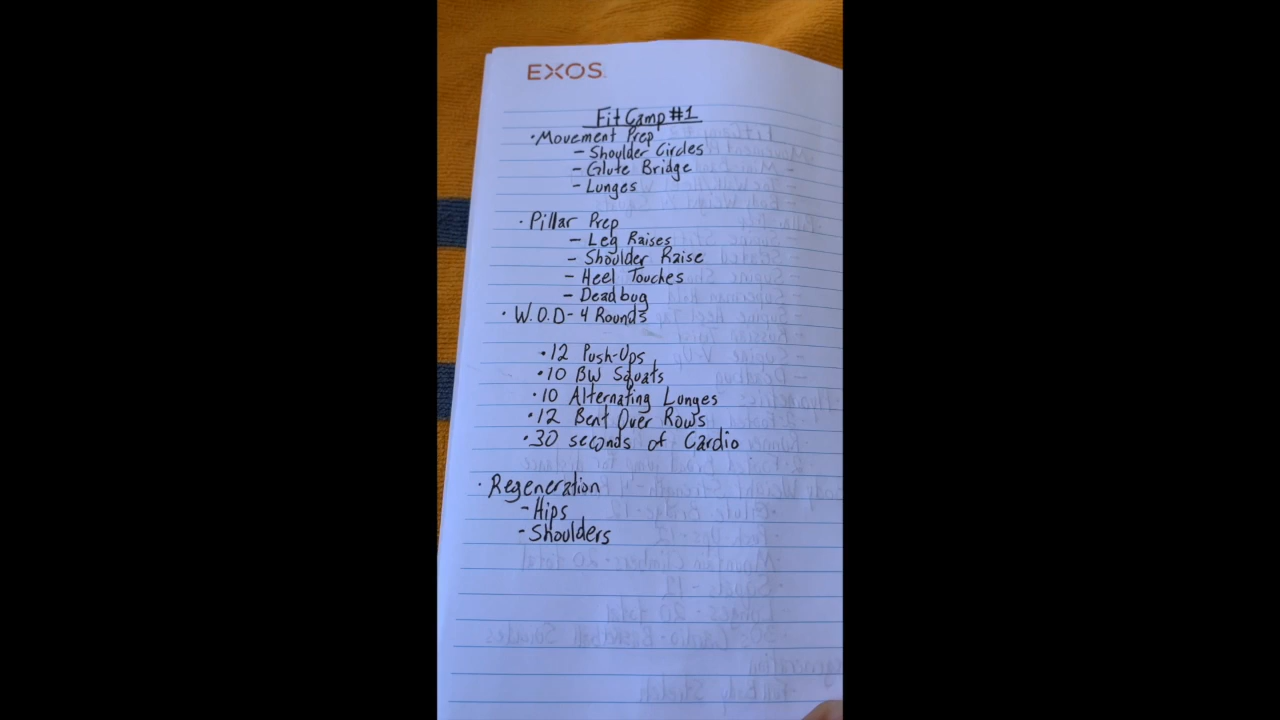 EXOS
Fit Camp #1
· Movement Prep
- Shoulder Circles
- Glute Bridge
- Lunges
· Pillar Prep
- Leg Raises
- Shoulder Raise
- Heel Touches
- Deadbug
· W.O.D - 4 Rounds
· 12 Push-Ups
· 10 BW Squats
· 10 Alternating Lunges
· 12 Bent Over Rows
· 30 seconds of Cardio
· Regeneration
- Hips
- Shoulders